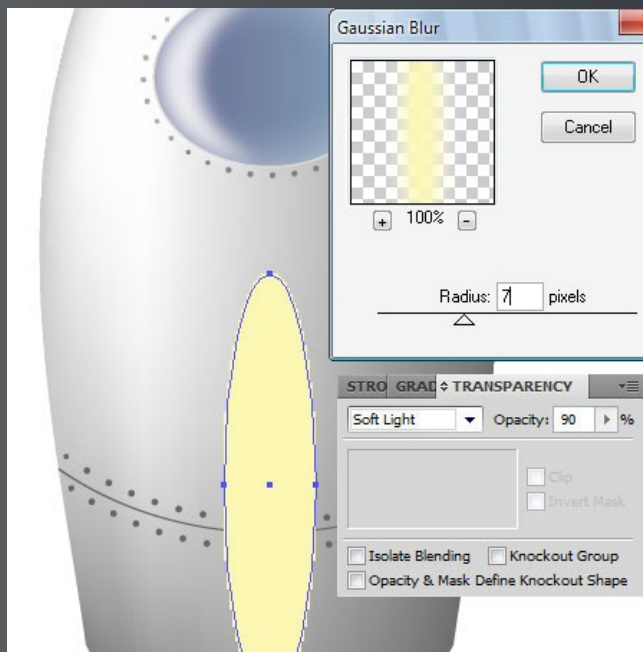 Gaussian Blur
OK
Cancel
+ 100% -
Radius: 7 pixels
STRO GRAD TRANSPARENCY
Soft Light Opacity: 90 %
Clip
Invert Mask
Isolate Blending Knockout Group
Opacity & Mask Define Knockout Shape